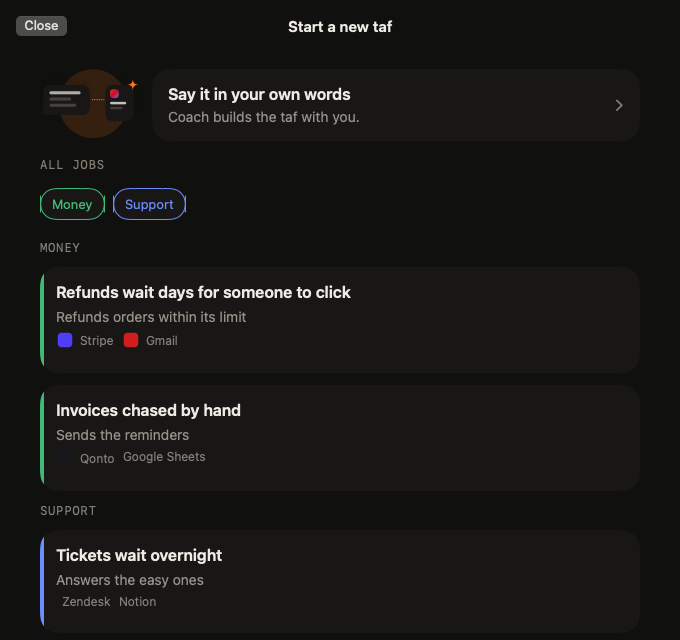 Close
Start a new taf
Say it in your own words
Coach builds the taf with you.
ALL JOBS
Money
Support
MONEY
Refunds wait days for someone to click
Refunds orders within its limit
Stripe Gmail
Invoices chased by hand
Sends the reminders
Qonto Google Sheets
SUPPORT
Tickets wait overnight
Answers the easy ones
Zendesk Notion